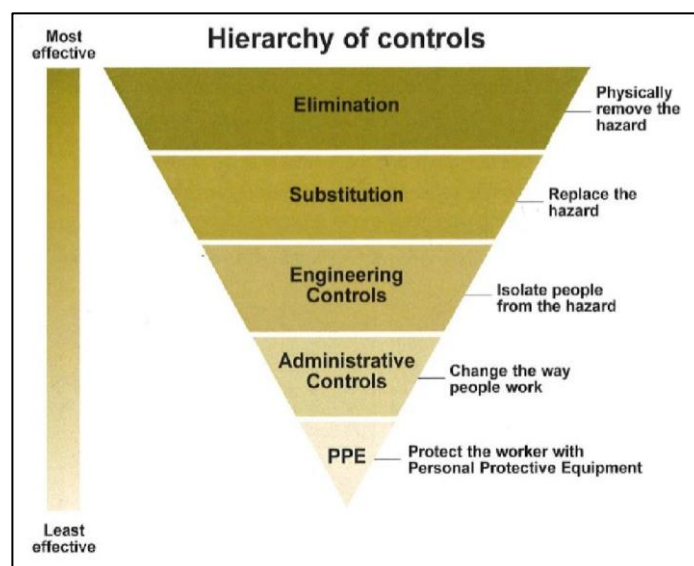 Most
effective
Hierarchy of controls
Elimination
Physically
remove the
hazard
Substitution
Replace the
hazard
Engineering
Controls
Isolate people
from the hazard
Administrative
Controls
Change the way
people work
PPE
Protect the worker with
Personal Protective Equipment
Least
effective